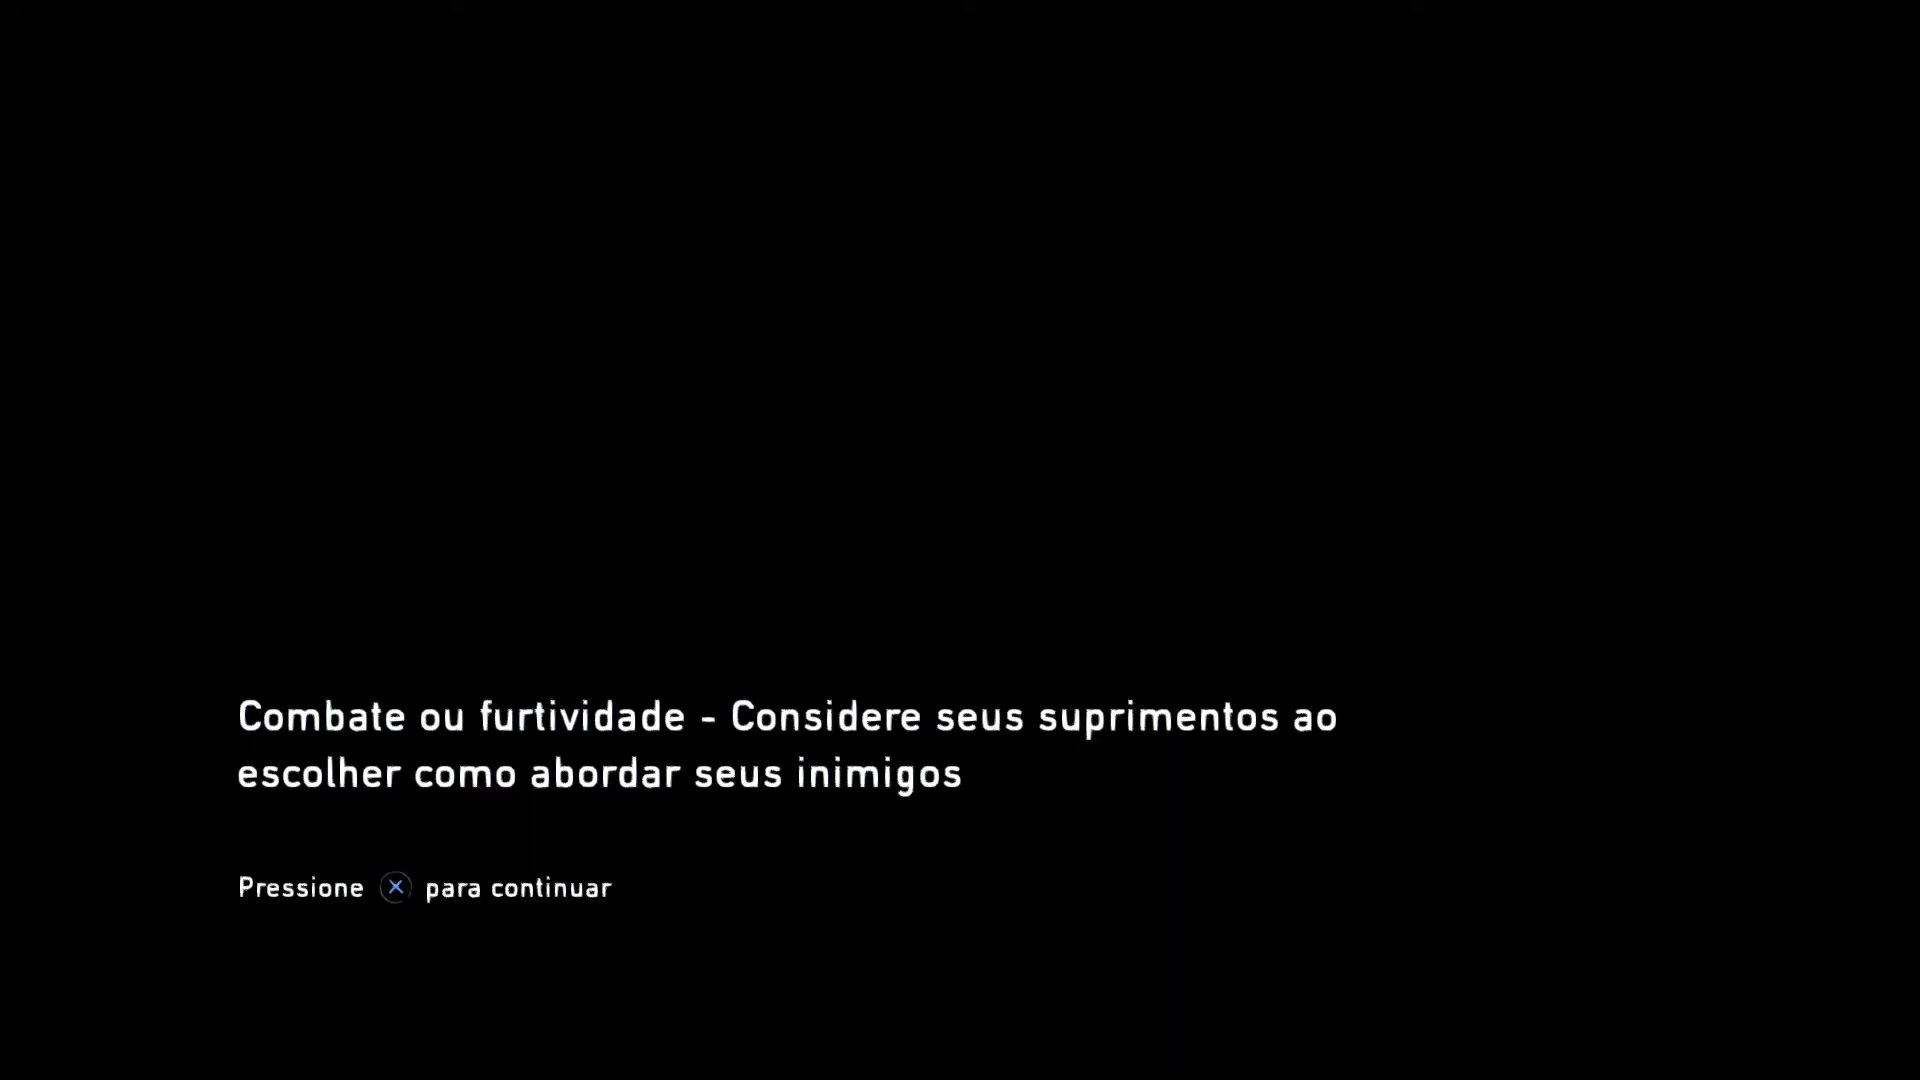 Combate ou furtividade - Considere seus suprimentos ao
escolher como abordar seus inimigos
Pressione ⓧ para continuar